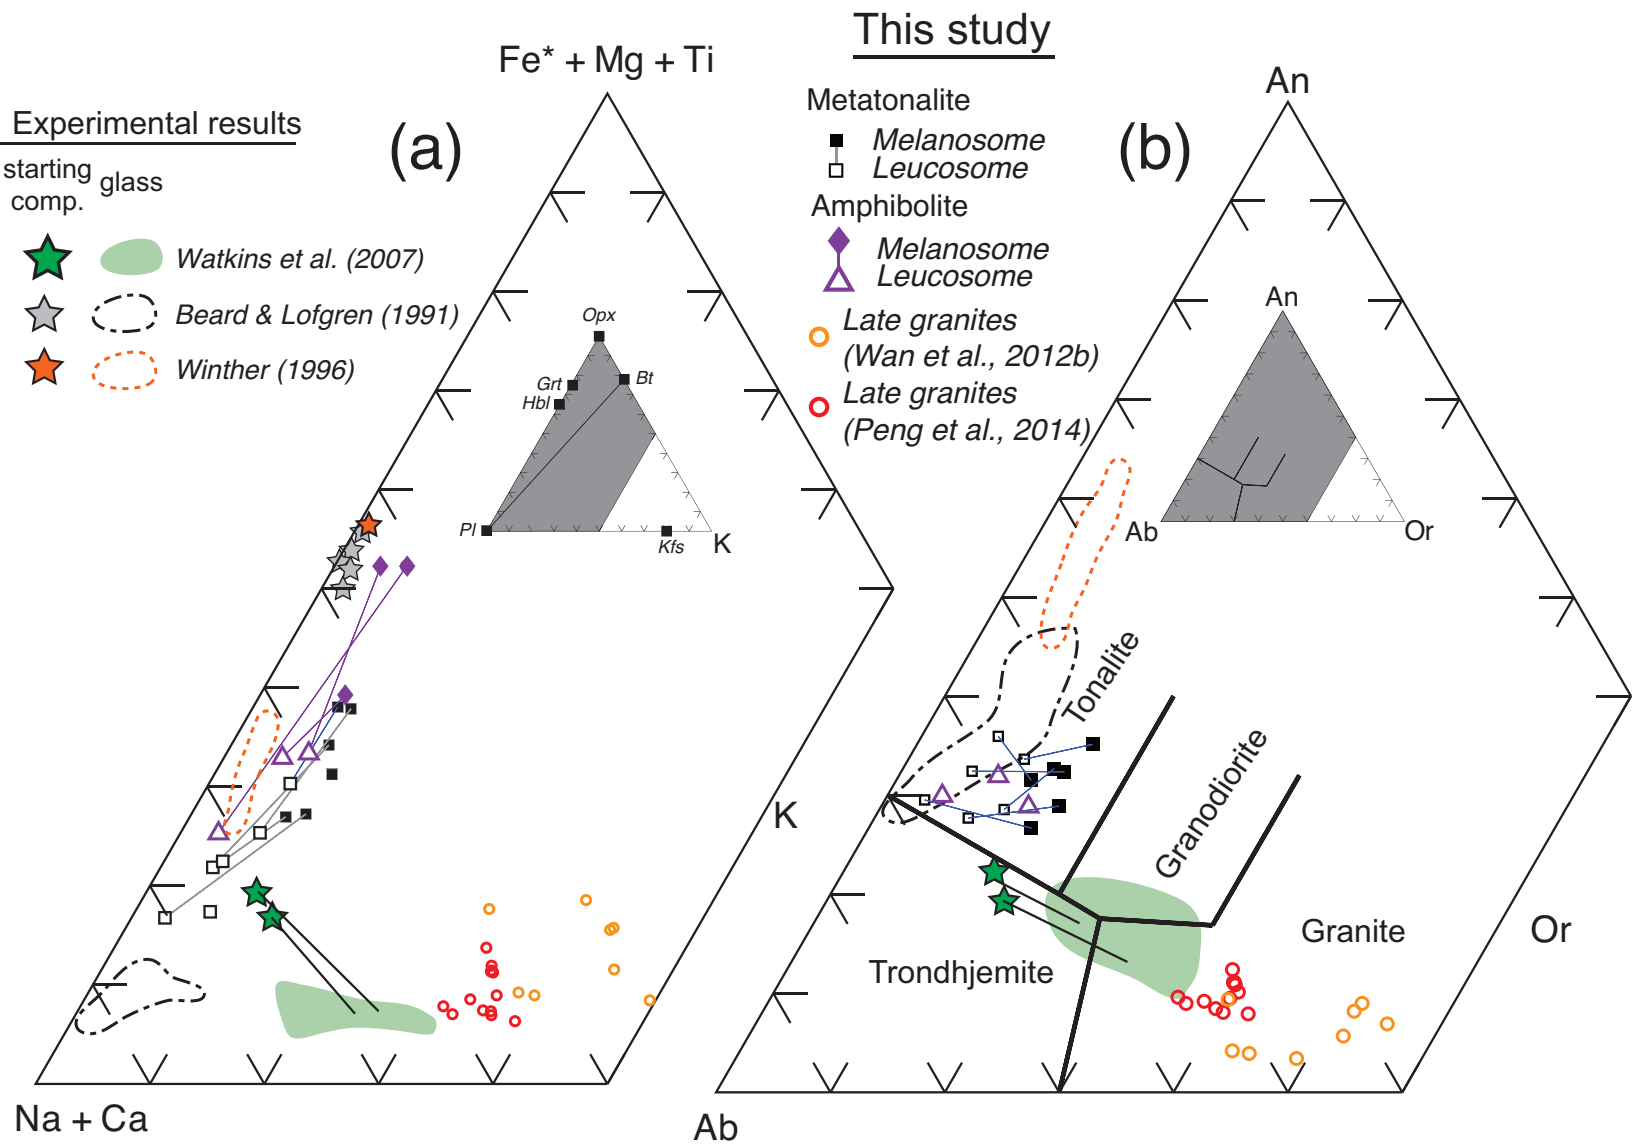 This study
Fe* + Mg + Ti
An
Experimental results
starting
comp.
glass
Watkins et al. (2007)
Beard & Lofgren (1991)
Winther (1996)
(a)
Metatonalite
Melanosome
Leucosome
Amphibolite
Melanosome
Leucosome
Late granites
(Wan et al., 2012b)
Late granites
(Peng et al., 2014)
(b)
Opx
Grt
Bt
Hbl
Pl
Kfs
K
An
Ab
Or
Tonalite
Granodiorite
Trondhjemite
Granite
K
Or
Na + Ca
Ab